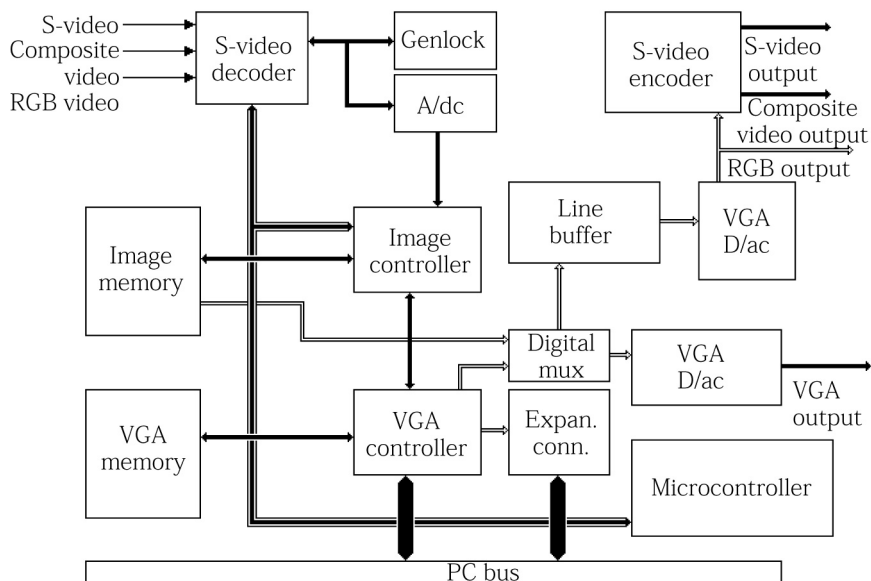 S-video
Composite
video
RGB video
S-video
decoder
Genlock
A/dc
S-video
encoder
S-video
output
Composite
video output
RGB output
Image
memory
Image
controller
Line
buffer
VGA
D/ac
Digital
mux
VGA
D/ac
VGA
output
VGA
memory
VGA
controller
Expan.
conn.
Microcontroller
PC bus